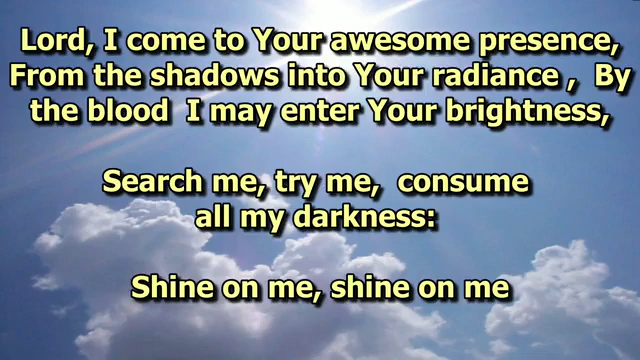 Lord, I come to Your awesome presence,
From the shadows into Your radiance ,  By
the blood  I may enter Your brightness,
Search me, try me,  consume
all my darkness:
Shine on me, shine on me